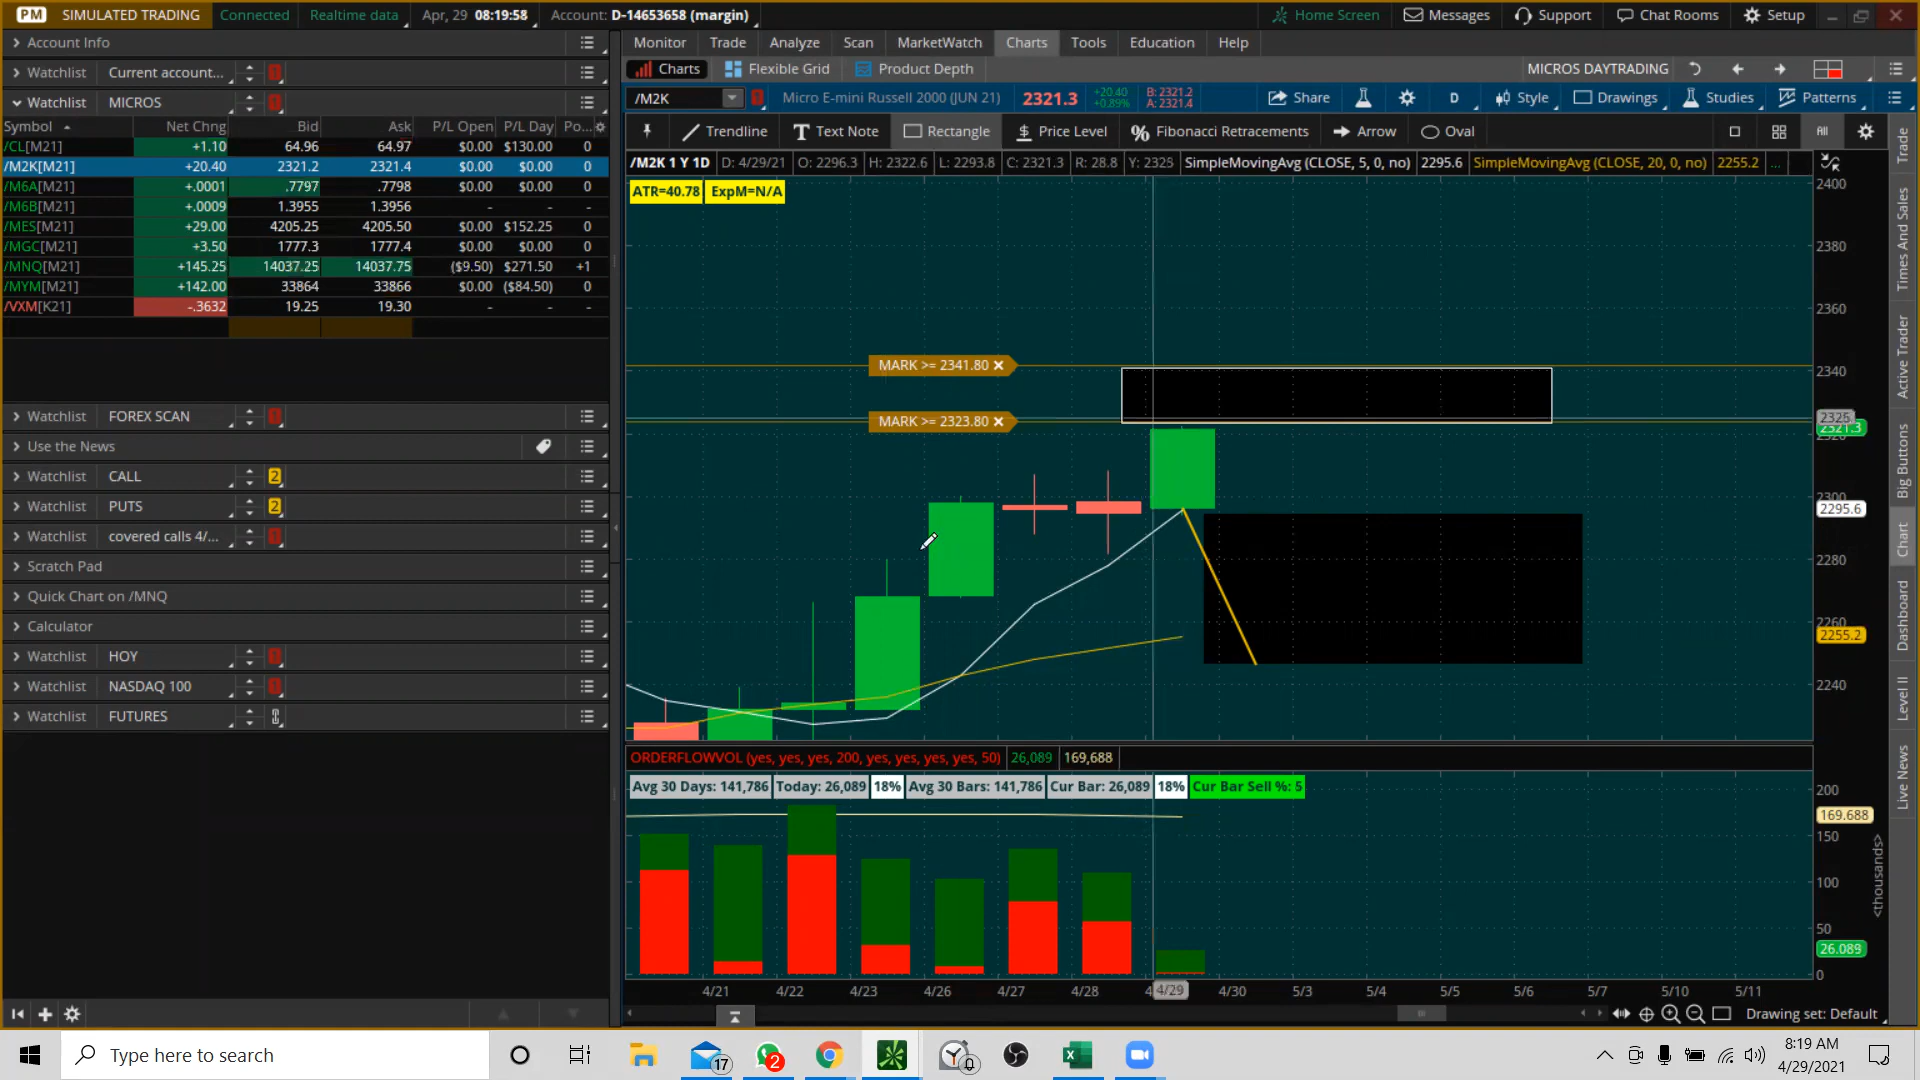 PM SIMULATED TRADING Connected Realtime data Apr, 29 08:19:58 Account: D-14653658 (margin) Home Screen Messages Support Chat Rooms Setup
Account Info
Watchlist Current account...
Watchlist MICROS
Symbol Net Chng Bid Ask P/L Open P/L Day Po...
/CL[M21] +1.10 64.96 64.97 $0.00 $130.00 0
/M2K[M21] +20.40 2321.2 2321.4 $0.00 $0.00 0
/M6A[M21] +.0001 .7797 .7798 - - -
/M6B[M21] +.0009 1.3955 1.3956 - - -
/MES[M21] +29.00 4205.25 4205.50 $0.00 $152.25 0
/MGC[M21] +3.50 1777.3 1777.4 $0.00 $0.00 0
/MNQ[M21] +145.25 14037.25 14037.75 ($9.50) $271.50 +1
/MYM[M21] +142.00 33864 33866 $0.00 ($84.50) 0
/VXM[K21] -.3632 19.25 19.30 - - -
Watchlist FOREX SCAN
Use the News
Watchlist CALL 2
Watchlist PUTS 2
Watchlist covered calls 4/...
Scratch Pad
Quick Chart on /MNQ
Calculator
Watchlist HOY
Watchlist NASDAQ 100
Watchlist FUTURES
Monitor Trade Analyze Scan MarketWatch Charts Tools Education Help
Charts Flexible Grid Product Depth MICROS DAYTRADING
/M2K Micro E-mini Russell 2000 (JUN 21) 2321.3 +20.40 +0.89% B: 2321.2 A: 2321.4 Share D Style Drawings Studies Patterns
Trendline Text Note Rectangle Price Level Fibonacci Retracements Arrow Oval All
/M2K 1 Y 1D D: 4/29/21 O: 2296.3 H: 2322.6 L: 2293.8 C: 2321.3 R: 28.8 Y: 2325 SimpleMovingAvg (CLOSE, 5, 0, no) 2295.6 SimpleMovingAvg (CLOSE, 20, 0, no) 2255.2 ...
ATR=40.78 ExpM=N/A
MARK >= 2341.80
MARK >= 2323.80
2400
2380
2360
2340
2325
2321.3
2300
2295.6
2280
2260
2255.2
2240
ORDERFLOWVOL (yes, yes, yes, 200, yes, yes, yes, yes, 50) 26,089 169,688
Avg 30 Days: 141,786 Today: 26,089 18% Avg 30 Bars: 141,786 Cur Bar: 26,089 18% Cur Bar Sell %: 5
200
169.688
150
100
50
26.089
0
<thousands>
4/21 4/22 4/23 4/26 4/27 4/28 4/29 4/30 5/3 5/4 5/5 5/6 5/7 5/10 5/11
Drawing set: Default
Trade
Times And Sales
Active Trader
Big Buttons
Chart
Dashboard
Level II
Live News
Type here to search
17
2
0
8:19 AM
4/29/2021